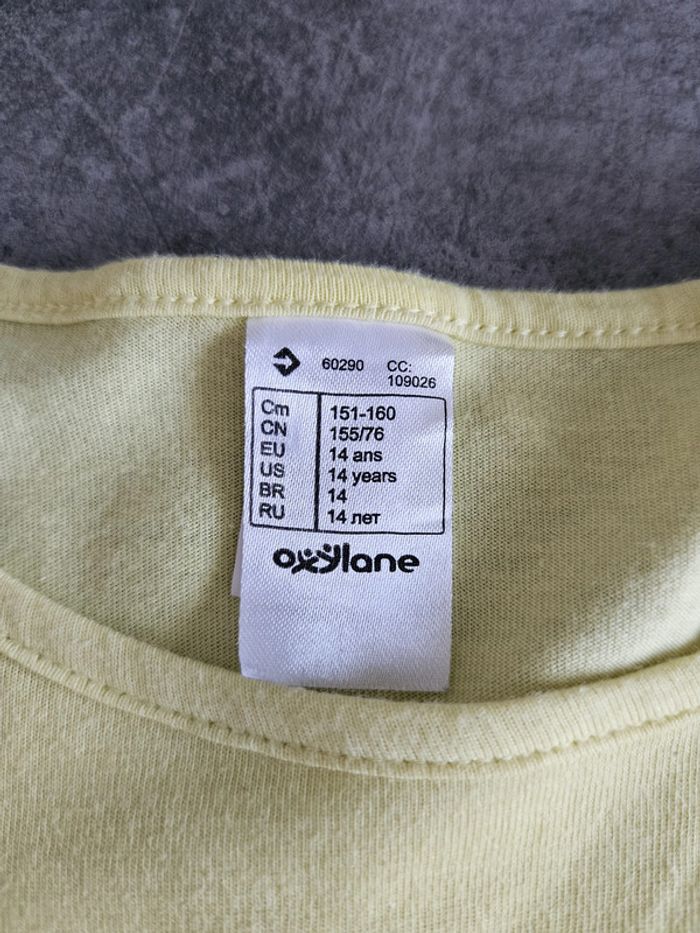 60290 CC:
109026
Cm 151-160
CN 155/76
EU 14 ans
US 14 years
BR 14
RU 14 лет
oxylane